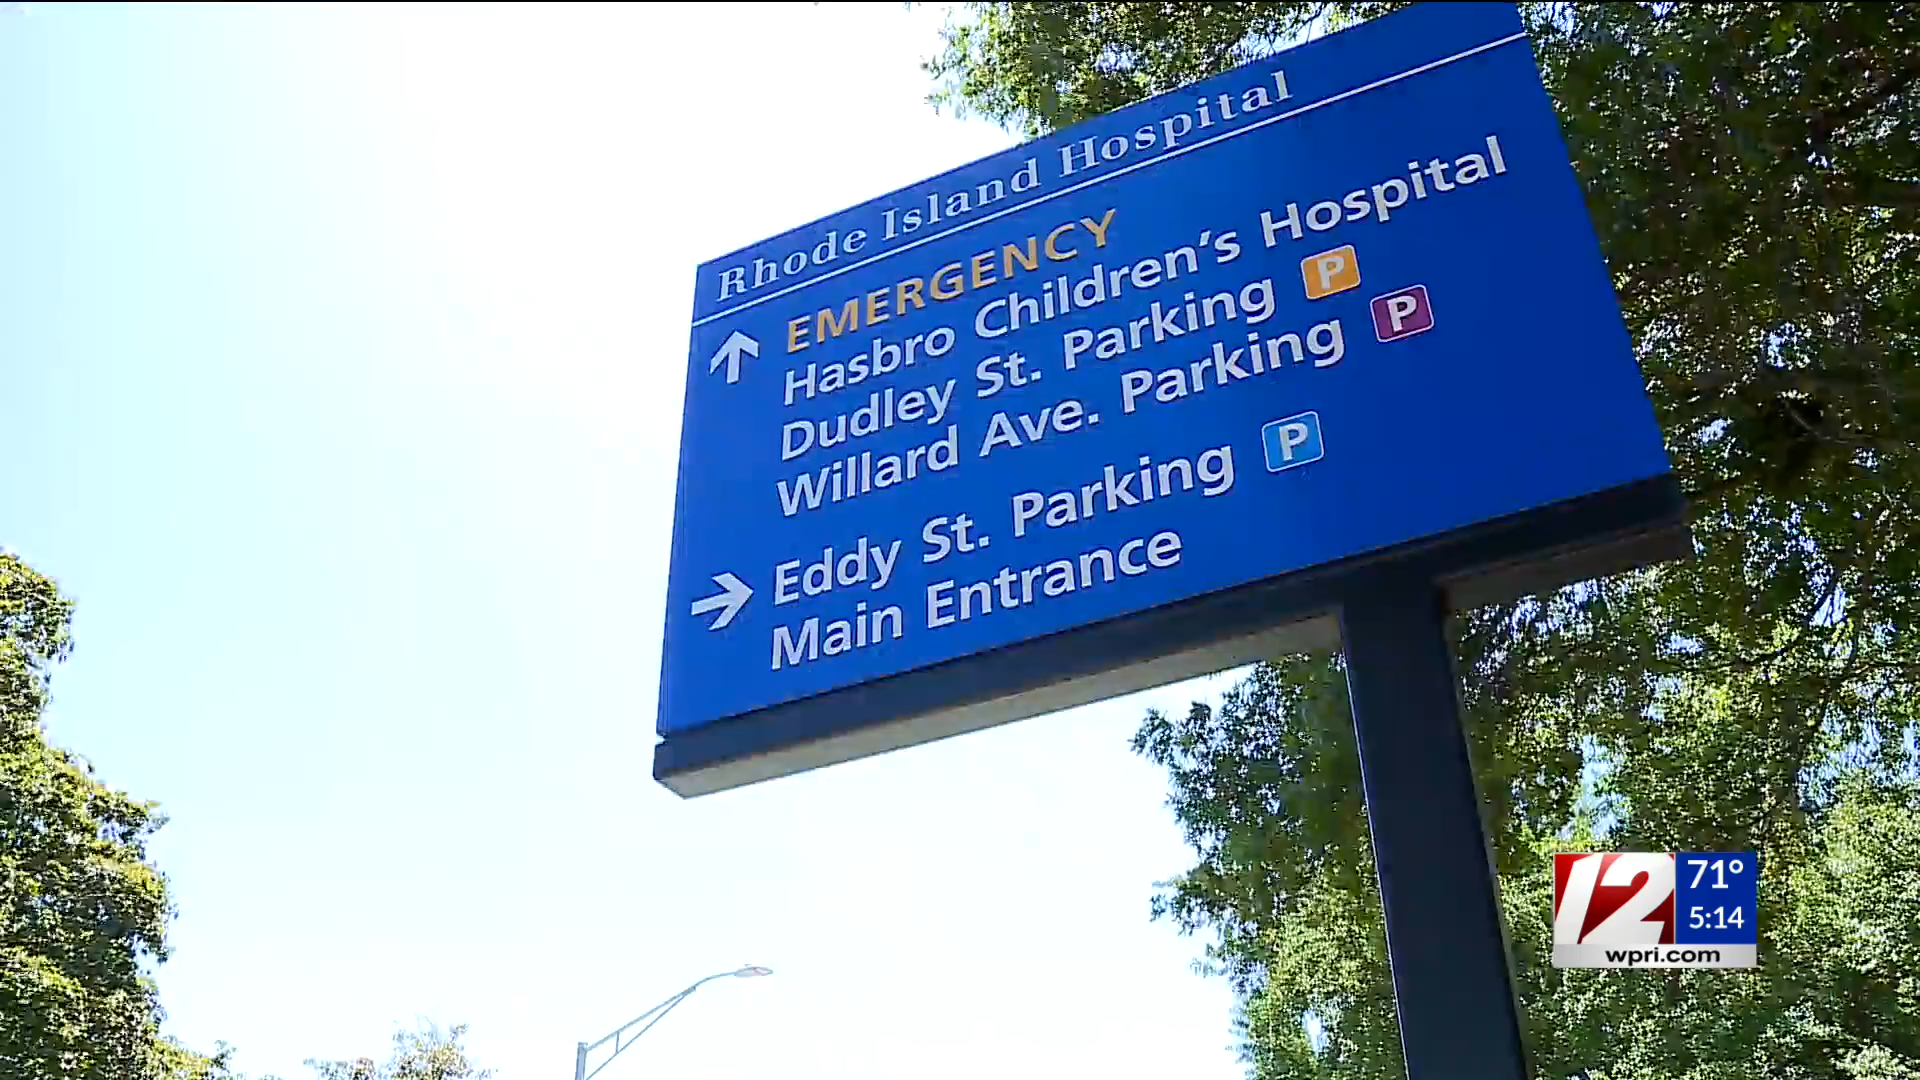 Rhode Island Hospital
EMERGENCY
Hasbro Children's Hospital
Dudley St. Parking P
Willard Ave. Parking P
Eddy St. Parking P
Main Entrance
12
71°
5:14
wpri.com